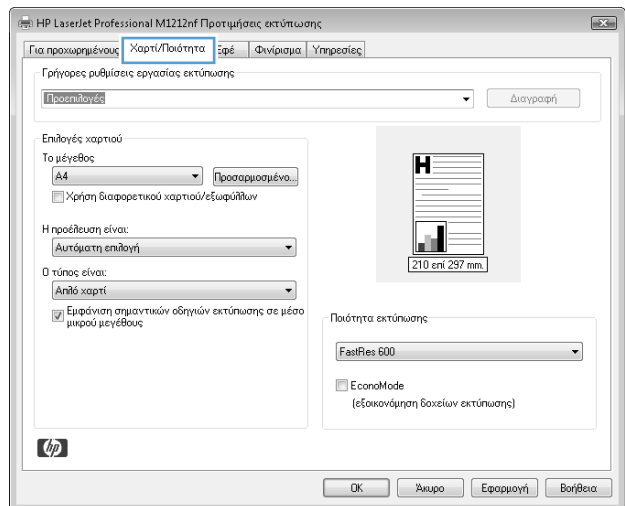 HP LaserJet Professional M1212nf Προτιμήσεις εκτύπωσης
Για προχωρημένους Χαρτί/Ποιότητα Εφέ Φινίρισμα Υπηρεσίες
Γρήγορες ρυθμίσεις εργασίας εκτύπωσης
Προεπιλογές Διαγραφή
Επιλογές χαρτιού
Το μέγεθος
A4 Προσαρμοσμένο...
Χρήση διαφορετικού χαρτιού/εξωφύλλων
Η προέλευση είναι:
Αυτόματη επιλογή
Ο τύπος είναι:
Απλό χαρτί
Εμφάνιση σημαντικών οδηγιών εκτύπωσης σε μέσο
μικρού μεγέθους
H
210 επί 297 mm.
Ποιότητα εκτύπωσης
FastRes 600
EconoMode
(εξοικονόμηση δοχείων εκτύπωσης)
hp
OK Άκυρο Εφαρμογή Βοήθεια